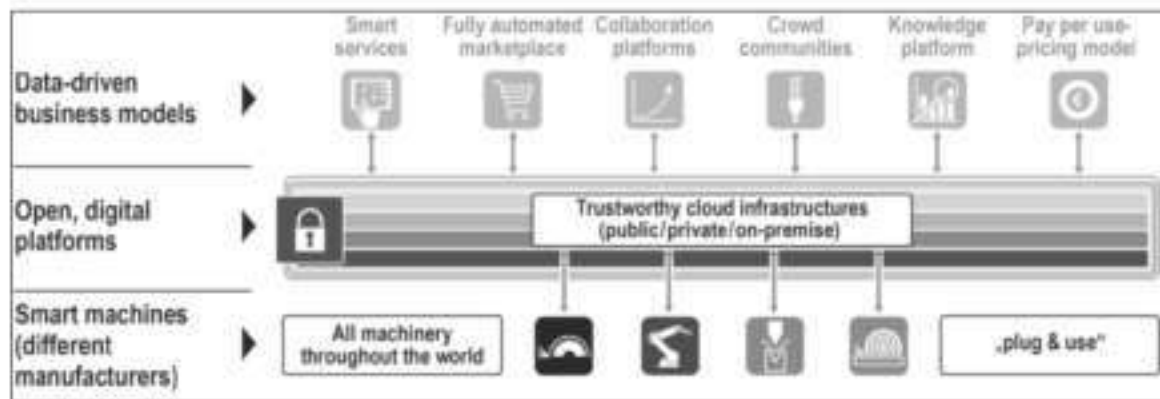 Smart services
Fully automated marketplace
Collaboration platforms
Crowd communities
Knowledge platform
Pay per use-pricing model
Data-driven
business models
Open, digital
platforms
Trustworthy cloud infrastructures
(public/private/on-premise)
Smart machines
(different
manufacturers)
All machinery
throughout the world
„plug & use“